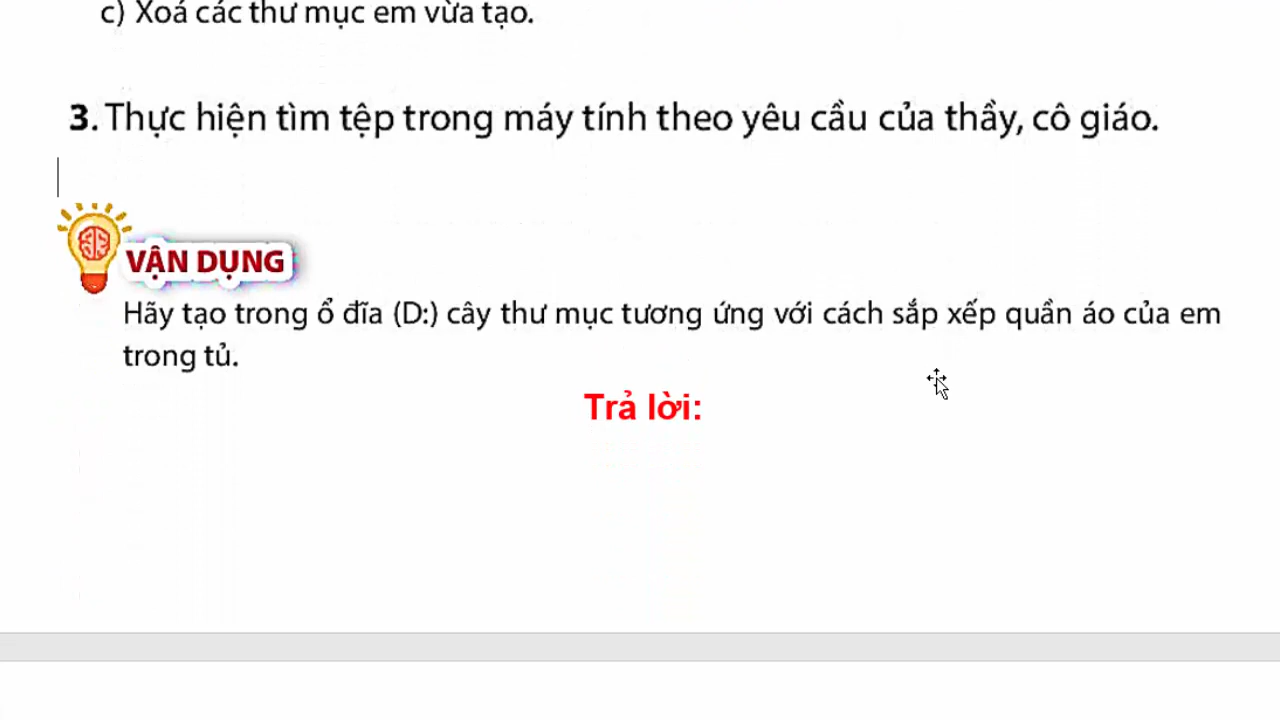 c) Xoá các thư mục em vừa tạo.
3. Thực hiện tìm tệp trong máy tính theo yêu cầu của thầy, cô giáo.
VẬN DỤNG
Hãy tạo trong ổ đĩa (D:) cây thư mục tương ứng với cách sắp xếp quần áo của em
trong tủ.
Trả lời: